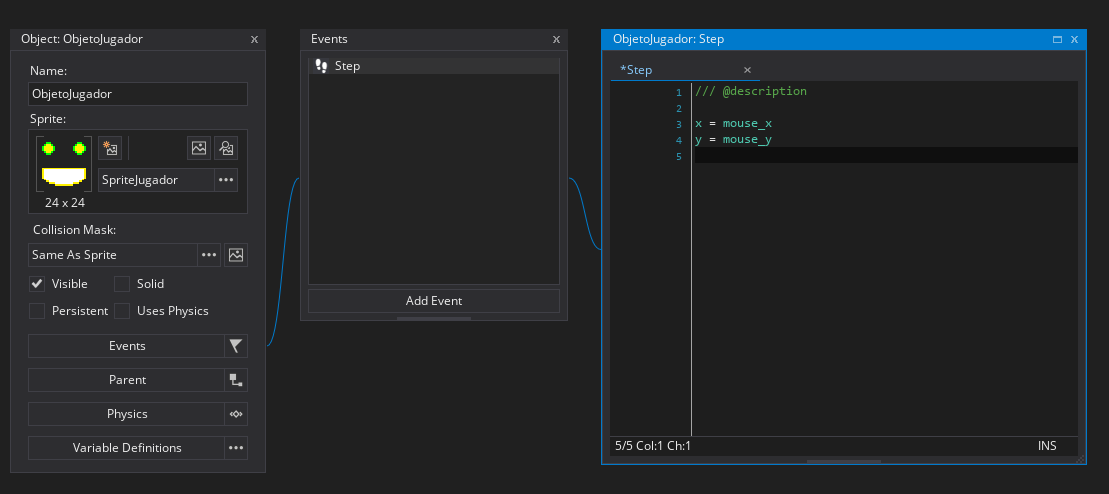 Object: ObjetoJugador
Name:
ObjetoJugador
Sprite:
SpriteJugador
24 x 24
Collision Mask:
Same As Sprite
Visible
Solid
Persistent
Uses Physics
Events
Parent
Physics
Variable Definitions
Events
Step
Add Event
ObjetoJugador: Step
*Step
1 /// @description
2
3 x = mouse_x
4 y = mouse_y
5
5/5 Col:1 Ch:1
INS